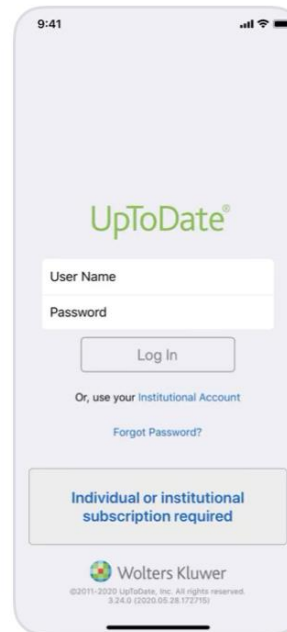 9:41
UpToDate®
User Name
Password
Log In
Or, use your Institutional Account
Forgot Password?
Individual or institutional
subscription required
Wolters Kluwer
©2011-2020 UpToDate, Inc. All rights reserved.
3.24.0 (2020.05.28.172715)